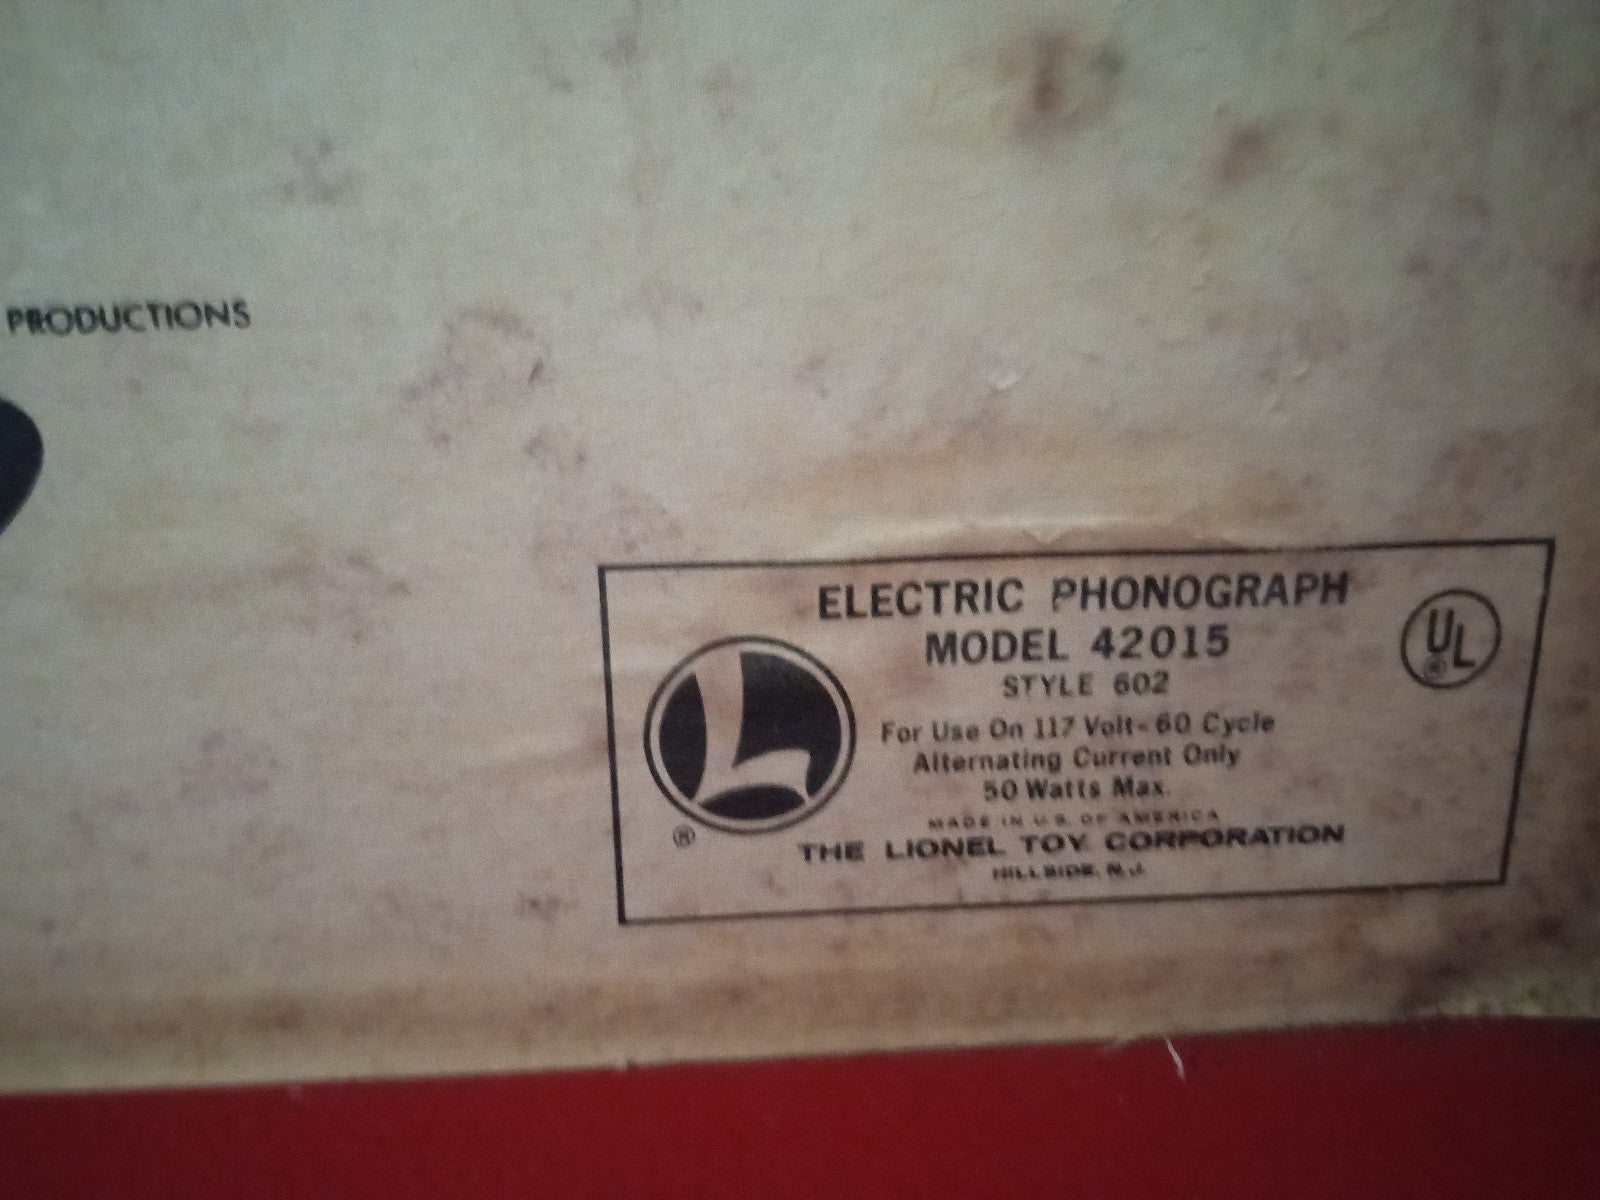 PRODUCTIONS
ELECTRIC PHONOGRAPH
MODEL 42015
STYLE 602
For Use On 117 Volt-60 Cycle
Alternating Current Only
50 Watts Max.
MADE IN U.S. OF AMERICA
THE LIONEL TOY CORPORATION
HILLSIDE, N.J.
L
®
UL
®